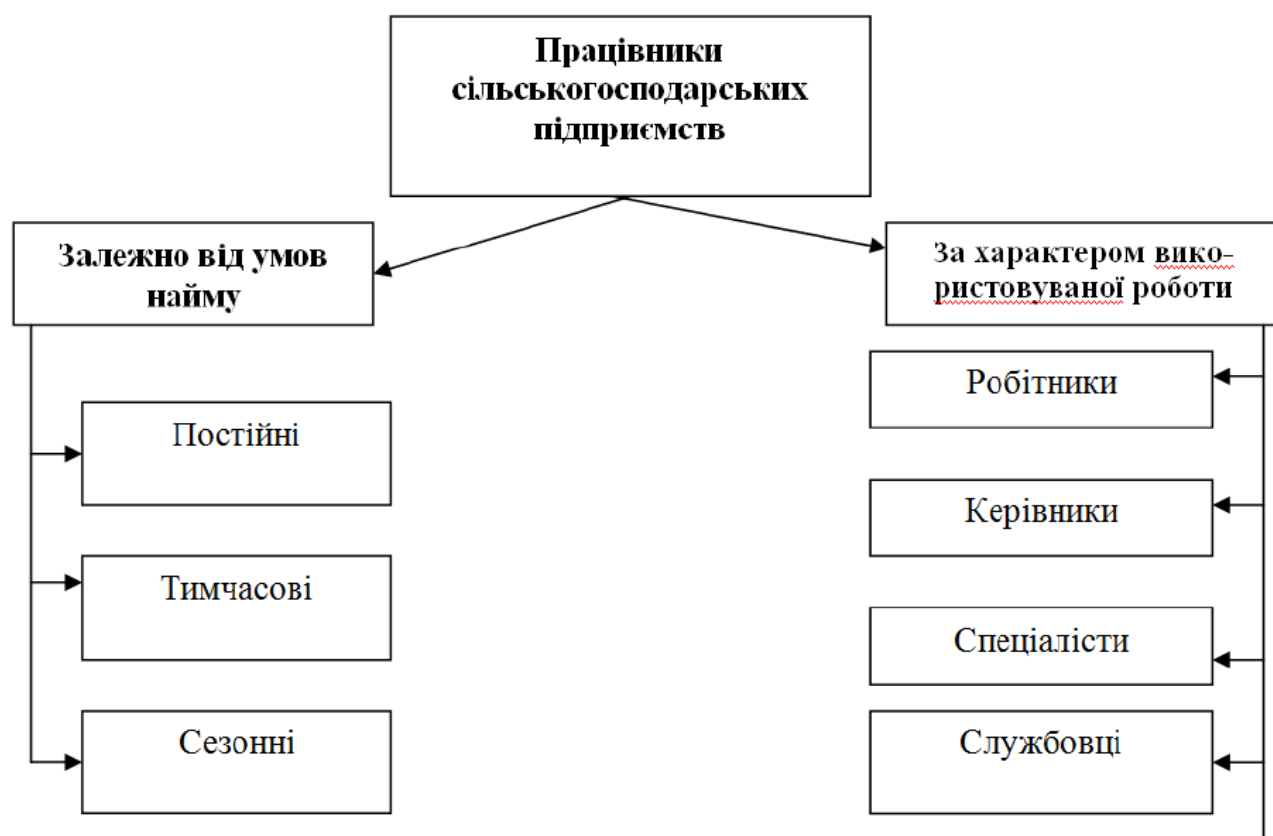 Працівники
сільськогосподарських
підприємств
Залежно від умов
найму
Постійні
Тимчасові
Сезонні
За характером вико-
ристовуваної роботи
Робітники
Керівники
Спеціалісти
Службовці